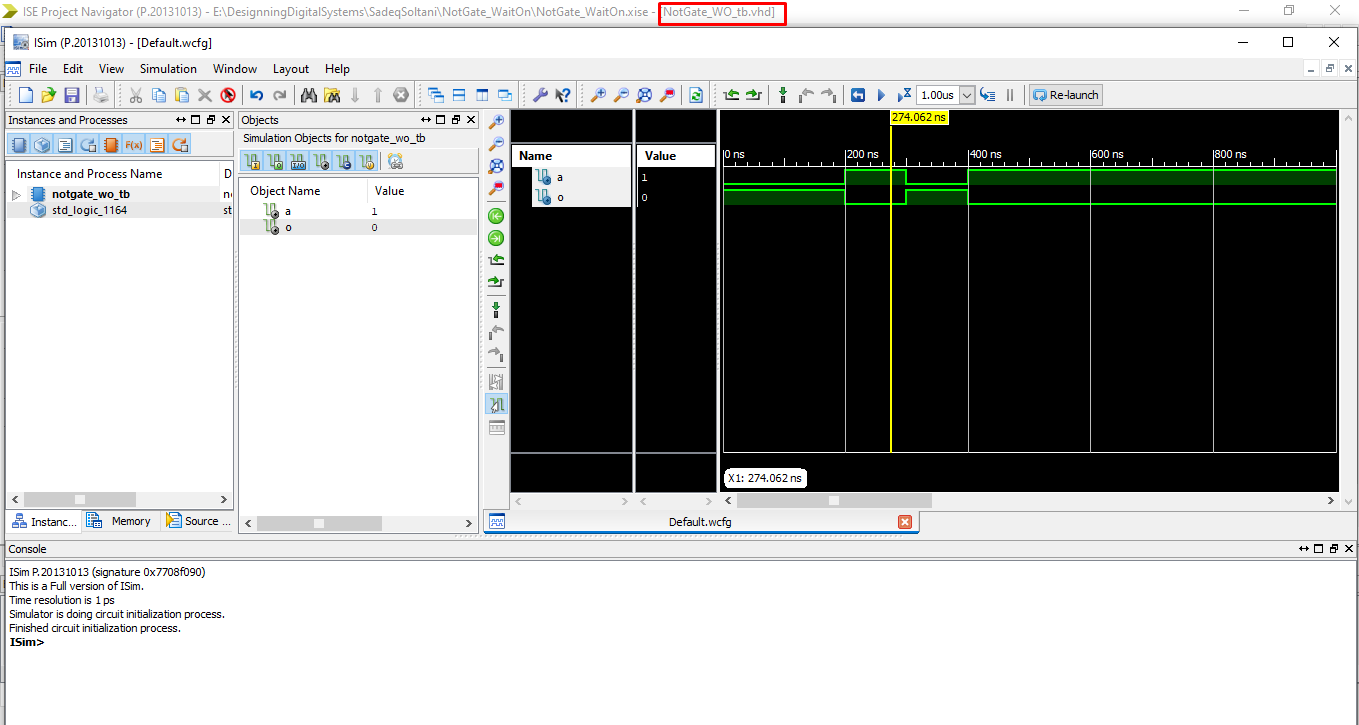 ISE Project Navigator (P.20131013) - E:\DesignningDigitalSystems\SadeqSoltani\NotGate_WaitOn\NotGate_WaitOn.xise - [NotGate_WO_tb.vhd]
ISim (P.20131013) - [Default.wcfg]
File Edit View Simulation Window Layout Help
1.00us Re-launch
Instances and Processes
Instance and Process Name D
notgate_wo_tb n
std_logic_1164 st
Instanc... Memory Source ...
Objects
Simulation Objects for notgate_wo_tb
F(x)
Object Name Value
a 1
o 0
274.062 ns
Name Value
0 ns 200 ns 400 ns 600 ns 800 ns
a 1
o 0
X1: 274.062 ns
Default.wcfg
Console
ISim P.20131013 (signature 0x7708f090)
This is a Full version of ISim.
Time resolution is 1 ps
Simulator is doing circuit initialization process.
Finished circuit initialization process.
ISim>